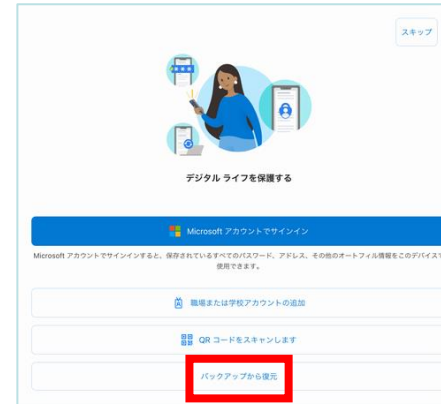 スキップ
デジタル ライフを保護する
Microsoft アカウントでサインイン
Microsoft アカウントでサインインすると、保存されているすべてのパスワード、アドレス、その他のオートフィル情報をこのデバイスで
使用できます。
職場または学校アカウントの追加
QR コードをスキャンします
バックアップから復元